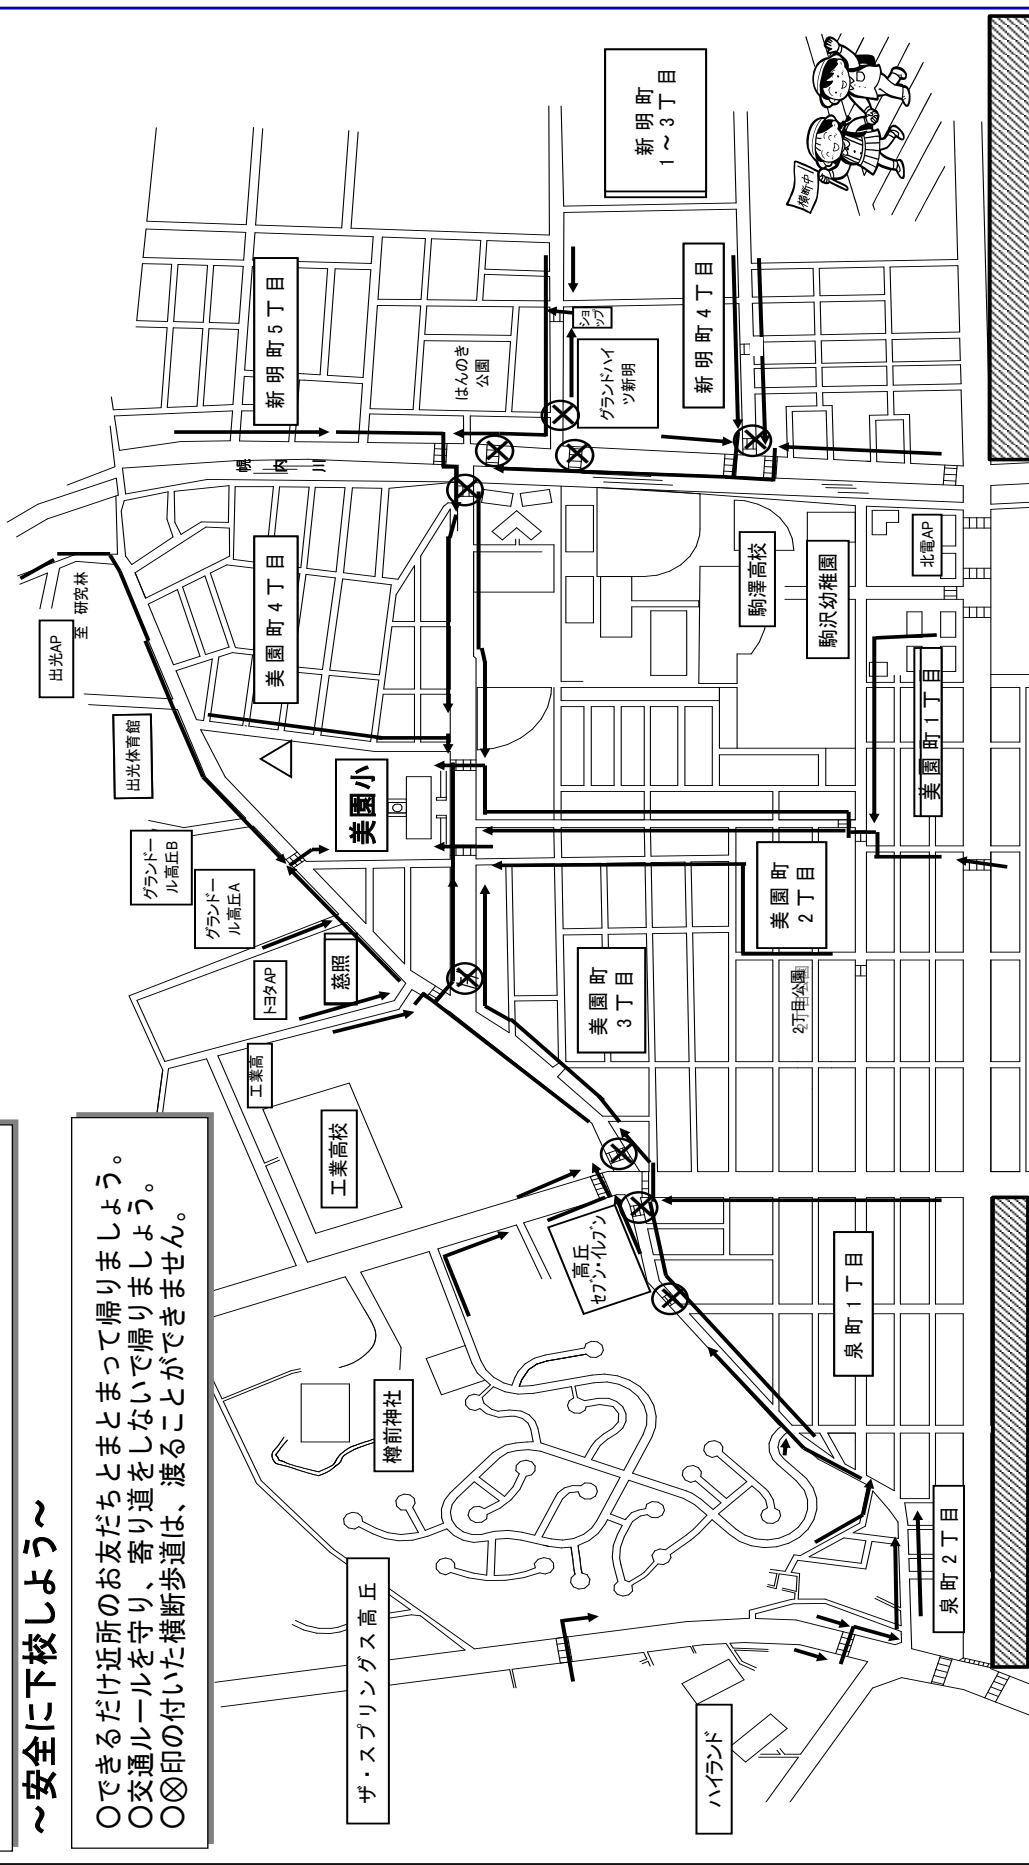 ～安全に下校しよう～
○できるだけ近所のお友だちとまとまって帰りましょう。
○交通ルールを守り、寄り道をしないで帰りましょう。
○⊗印の付いた横断歩道は、渡ることができません。
出光AP
至　研究林
出光体育館
グランドー
ル高丘B
グランドー
ル高丘A
トヨタAP
慈照
工業高
工業高校
樽前神社
ザ・スプリングス高丘
ハイランド
高丘
セブン・イレブン
美園小
新明町5丁目
幌内川
美園町4丁目
はんのき
公園
ショ
ップ
グランドハイ
ツ新明
新明町
1～3丁目
新明町4丁目
横断中
駒澤高校
駒沢幼稚園
北電AP
美園町1丁目
美園町
2丁目
美園町
3丁目
2丁目公園
泉町1丁目
泉町2丁目